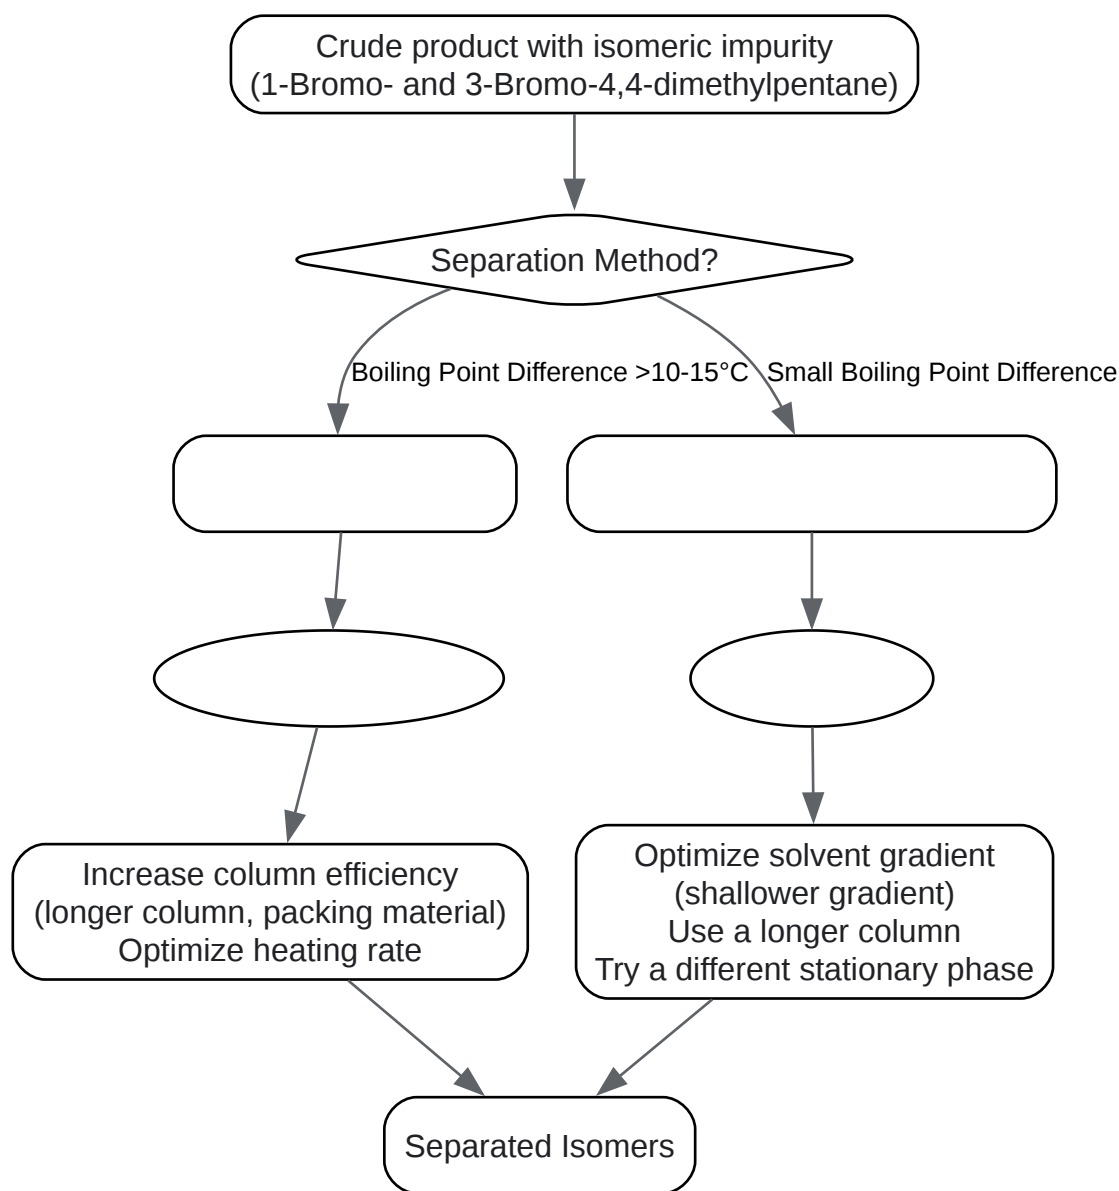 Crude product with isomeric impurity
(1-Bromo- and 3-Bromo-4,4-dimethylpentane)
Separation Method?
Boiling Point Difference >10-15°C
Small Boiling Point Difference
Increase column efficiency
(longer column, packing material)
Optimize heating rate
Optimize solvent gradient
(shallower gradient)
Use a longer column
Try a different stationary phase
Separated Isomers